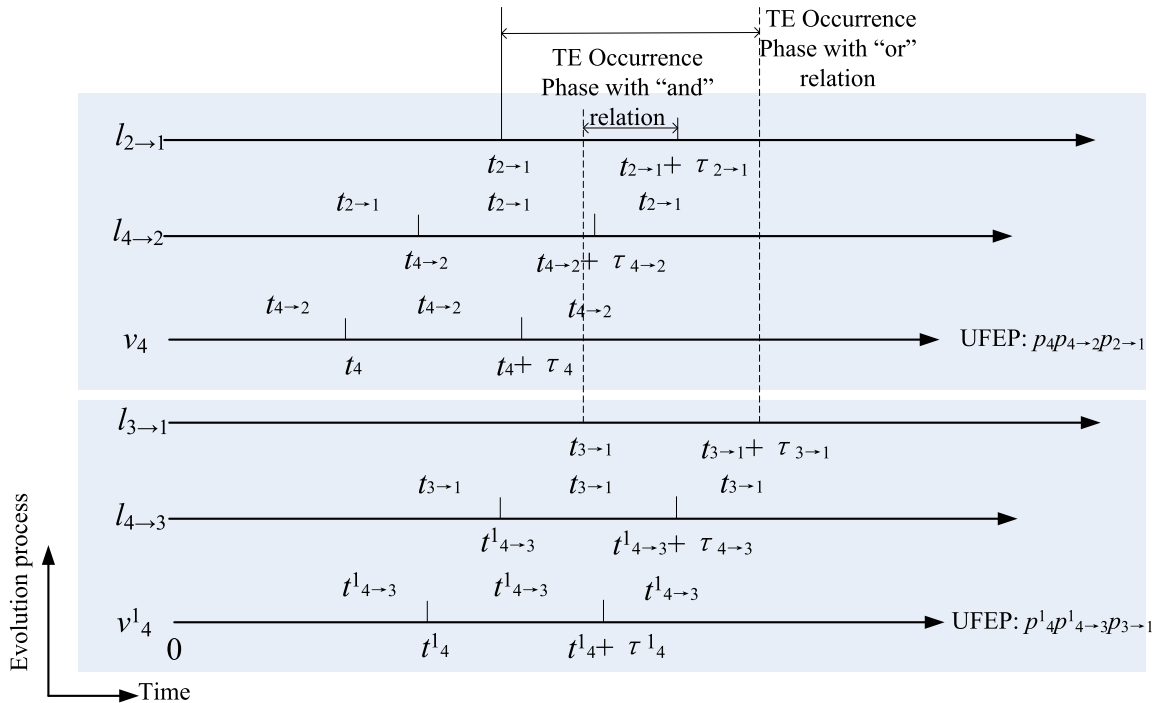 TE Occurrence
Phase with “or”
relation
TE Occurrence
Phase with “and”
relation
l2→1
t2→1
t2→1+ τ2→1
t2→1
t2→1
t2→1
l4→2
t4→2
t4→2+ τ4→2
t4→2
t4→2
t4→2
v4
UFEP: p4p4→2p2→1
t4
t4+ τ4
l3→1
t3→1
t3→1+ τ3→1
t3→1
t3→1
t3→1
l4→3
t¹4→3
t¹4→3+ τ4→3
t¹4→3
t¹4→3
t¹4→3
v¹4
UFEP: p¹4p¹4→3p3→1
0
t¹4
t¹4+ τ¹4
Evolution process
Time